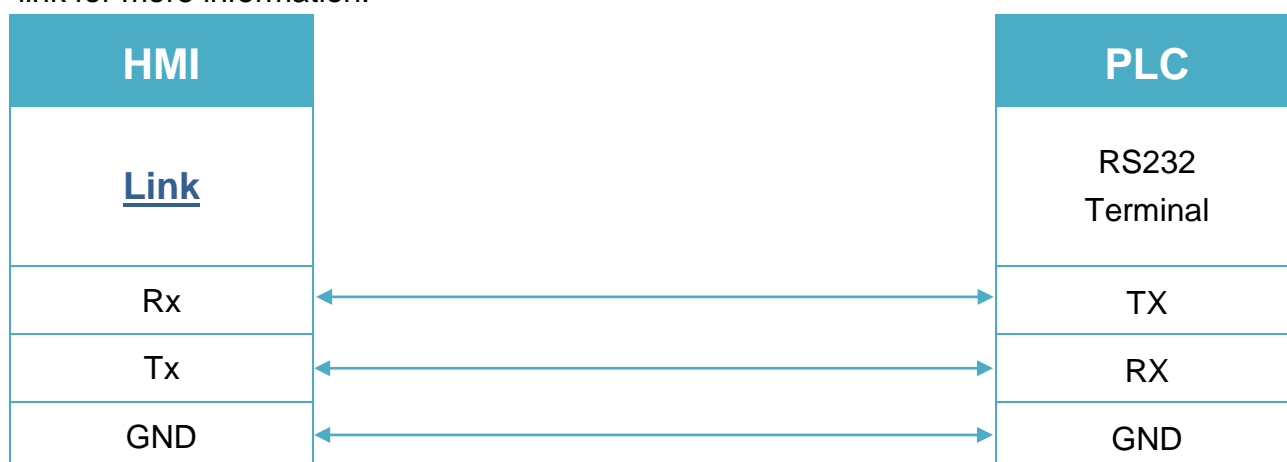 link for more information.
HMI PLC
Link RS232 Terminal
Rx TX
Tx RX
GND GND